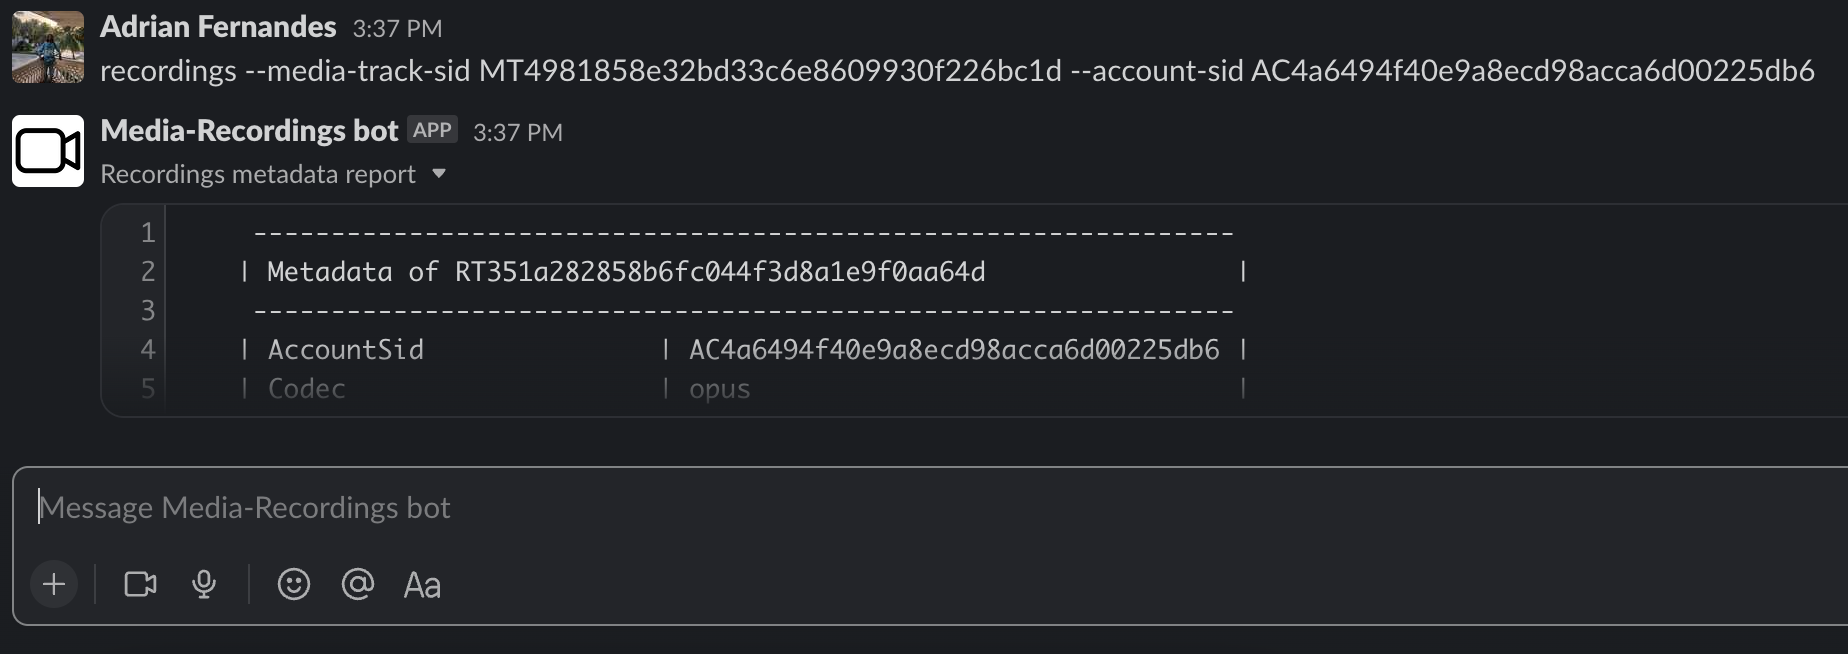 Adrian Fernandes 3:37 PM
recordings --media-track-sid MT4981858e32bd33c6e8609930f226bc1d --account-sid AC4a6494f40e9a8ecd98acca6d00225db6
Media-Recordings bot APP 3:37 PM
Recordings metadata report
1 ---------------------------------------------------------------
2 | Metadata of RT351a282858b6fc044f3d8a1e9f0aa64d |
3 ---------------------------------------------------------------
4 | AccountSid | AC4a6494f40e9a8ecd98acca6d00225db6 |
5 | Codec | opus |
Message Media-Recordings bot
Aa